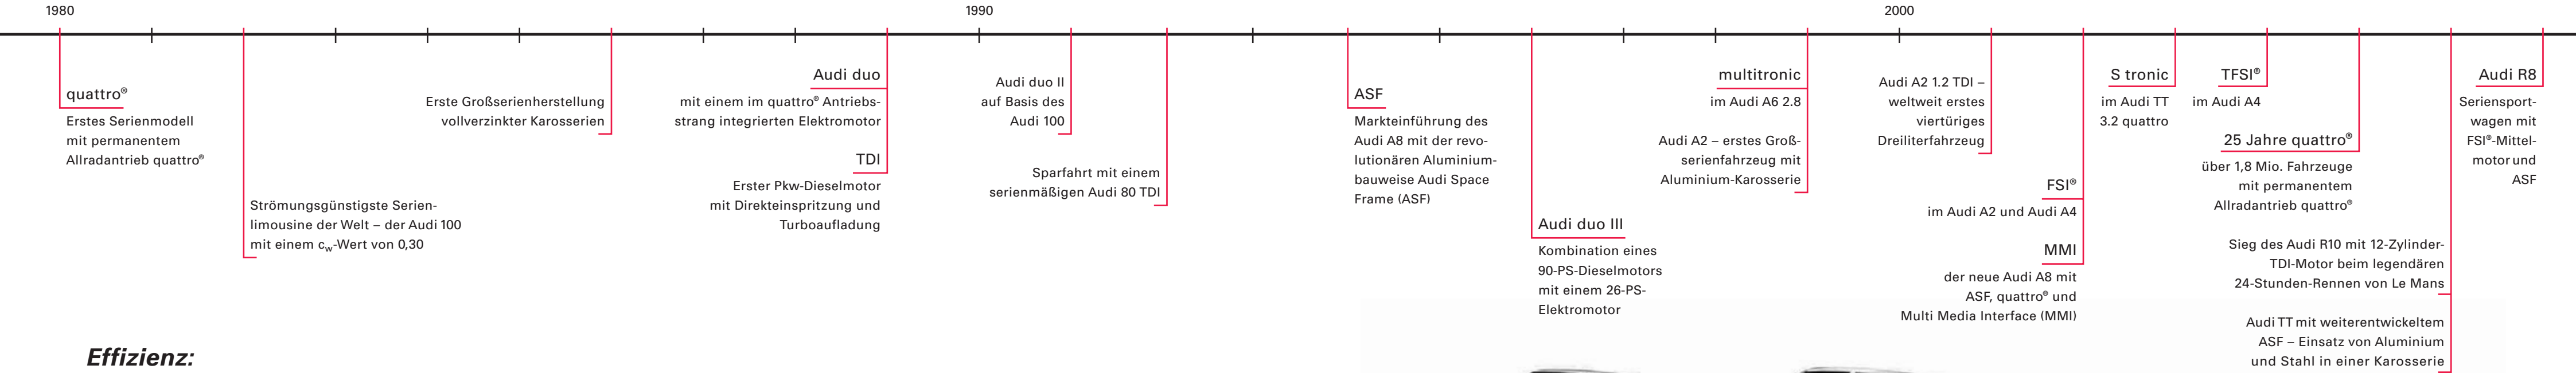 1980
1990
2000
quattro®
Erstes Serienmodell
mit permanentem
Allradantrieb quattro®
Strömungsgünstigste Serien-
limousine der Welt – der Audi 100
mit einem cw-Wert von 0,30
Erste Großserienherstellung
vollverzinkter Karosserien
Audi duo
mit einem im quattro® Antriebs-
strang integrierten Elektromotor
TDI
Erster Pkw-Dieselmotor
mit Direkteinspritzung und
Turboaufladung
Audi duo II
auf Basis des
Audi 100
Sparfahrt mit einem
serienmäßigen Audi 80 TDI
ASF
Markteinführung des
Audi A8 mit der revo-
lutionären Aluminium-
bauweise Audi Space
Frame (ASF)
Audi duo III
Kombination eines
90-PS-Dieselmotors
mit einem 26-PS-
Elektromotor
multitronic
im Audi A6 2.8
Audi A2 – erstes Groß-
serienfahrzeug mit
Aluminium-Karosserie
Audi A2 1.2 TDI –
weltweit erstes
viertüriges
Dreiliterfahrzeug
FSI®
im Audi A2 und Audi A4
MMI
der neue Audi A8 mit
ASF, quattro® und
Multi Media Interface (MMI)
S tronic
im Audi TT
3.2 quattro
TFSI®
im Audi A4
25 Jahre quattro®
über 1,8 Mio. Fahrzeuge
mit permanentem
Allradantrieb quattro®
Sieg des Audi R10 mit 12-Zylinder-
TDI-Motor beim legendären
24-Stunden-Rennen von Le Mans
Audi TT mit weiterentwickeltem
ASF – Einsatz von Aluminium
und Stahl in einer Karosserie
Audi R8
Seriensport-
wagen mit
FSI®-Mittel-
motor und
ASF
Effizienz: